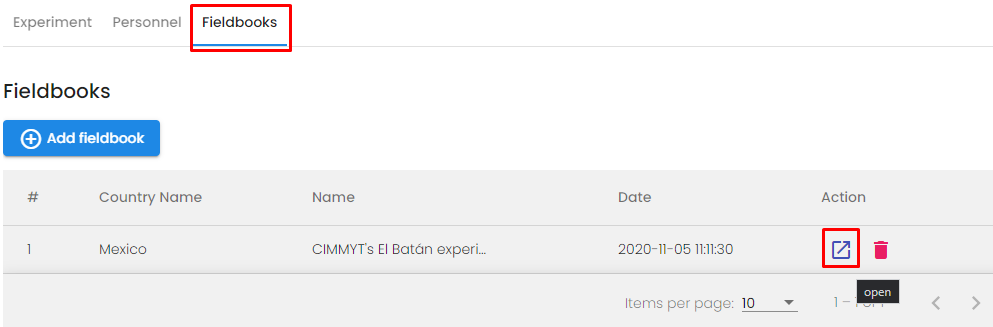 Experiment Personnel Fieldbooks
Fieldbooks
Add fieldbook
# Country Name Name Date Action
1 Mexico CIMMYT's El Batán experi... 2020-11-05 11:11:30
open
Items per page: 10 1 –